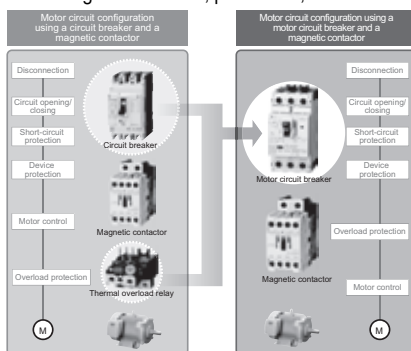 Motor circuit configuration
using a circuit breaker and a
magnetic contactor
Disconnection
Circuit opening/
closing
Short-circuit
protection
Device
protection
Motor control
Overload protection
M
Circuit breaker
Magnetic contactor
Thermal overload relay
Motor circuit configuration using a
motor circuit breaker and a
magnetic contactor
Motor circuit breaker
Magnetic contactor
Disconnection
Circuit opening/
closing
Short-circuit
protection
Device
protection
Overload protection
Motor control
M